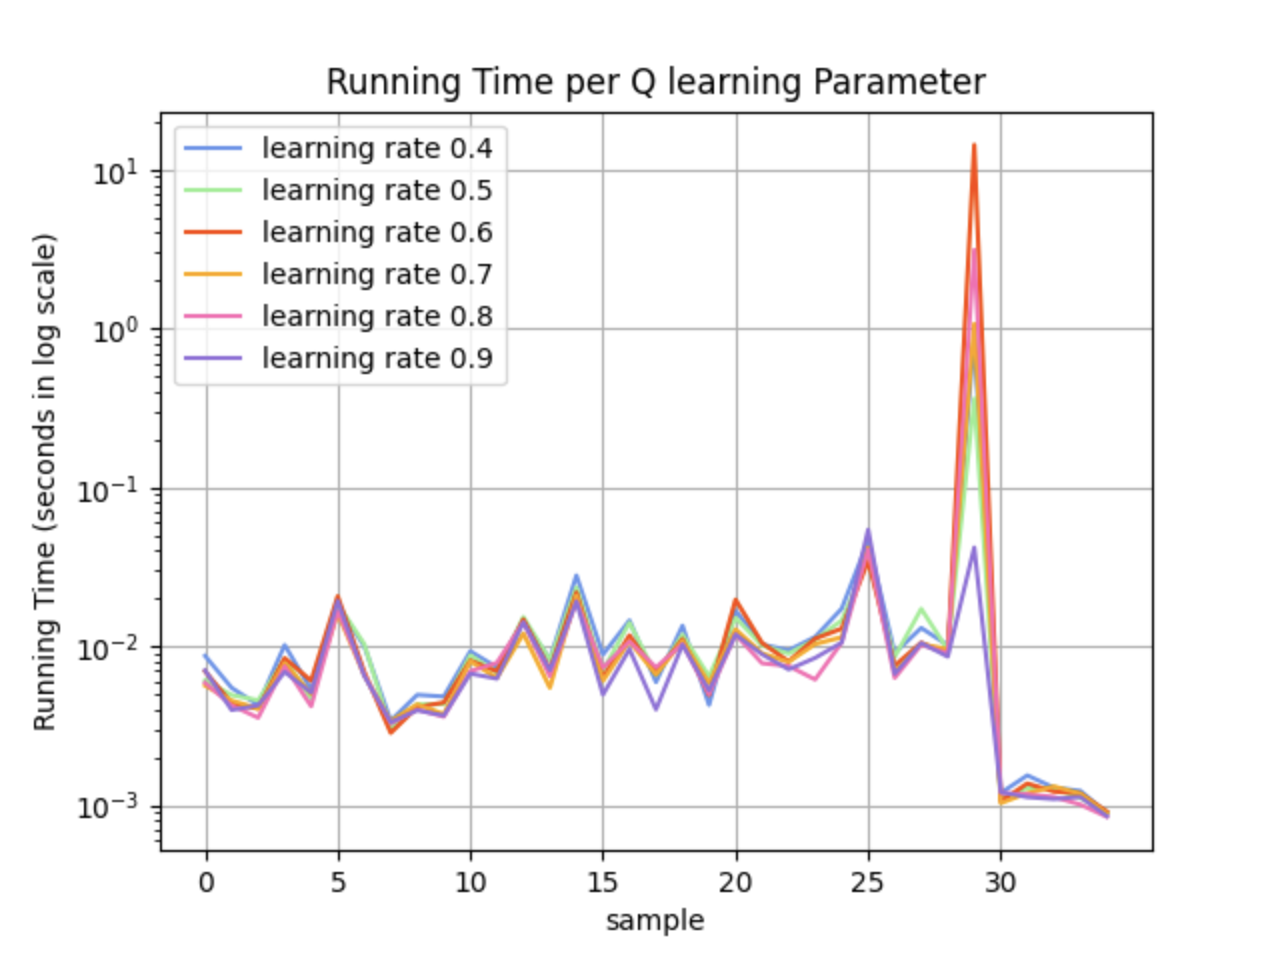 Running Time per Q learning Parameter
learning rate 0.4
learning rate 0.5
learning rate 0.6
learning rate 0.7
learning rate 0.8
learning rate 0.9
Running Time (seconds in log scale)
10¹
10⁰
10⁻¹
10⁻²
10⁻³
0 5 10 15 20 25 30
sample